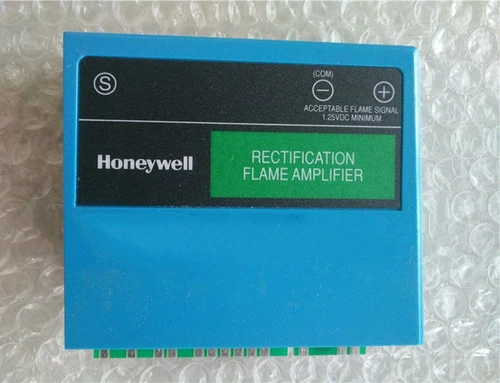 (COM)
S − +
ACCEPTABLE FLAME SIGNAL
1.25VDC MINIMUM
Honeywell
RECTIFICATION
FLAME AMPLIFIER